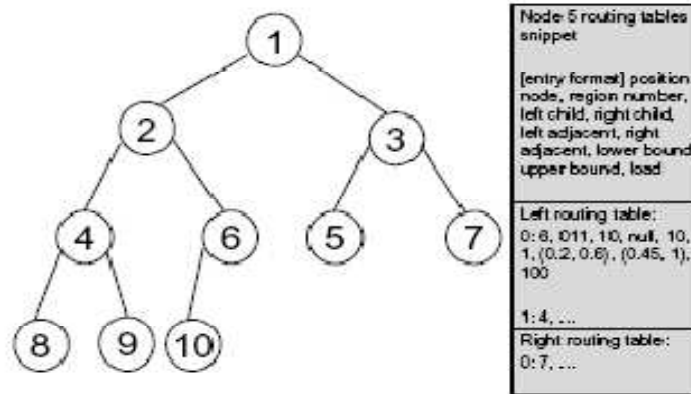 1
2
3
4
6
5
7
8
9
10
Node 5 routing tables
snippet
[entry format] position
node, region number,
left child, right child,
left adjacent, right
adjacent, lower bound
upper bound, load
Left routing table:
0: 6, 1011, 10, null, 10,
1, (0.2, 0.6), (0.45, 1),
100
1: 4, ...
Right routing table:
0: 7, ...